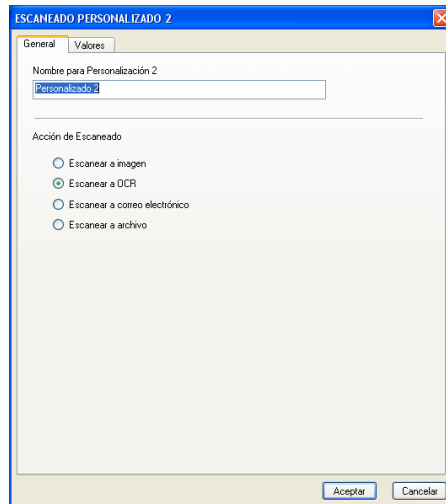 ESCANEADO PERSONALIZADO 2
General
Valores
Nombre para Personalización 2
Personalizado 2
Acción de Escaneado
Escanear a imagen
Escanear a OCR
Escanear a correo electrónico
Escanear a archivo
Aceptar
Cancelar